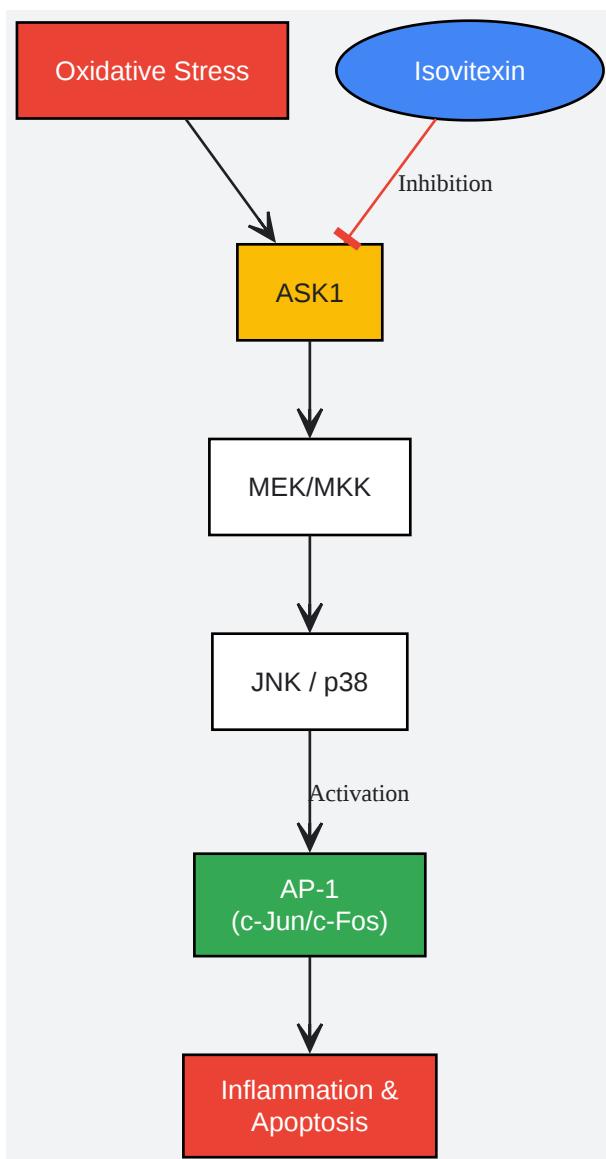 Oxidative Stress
Isovitexin
Inhibition
ASK1
MEK/MKK
JNK / p38
Activation
AP-1
(c-Jun/c-Fos)
Inflammation &
Apoptosis